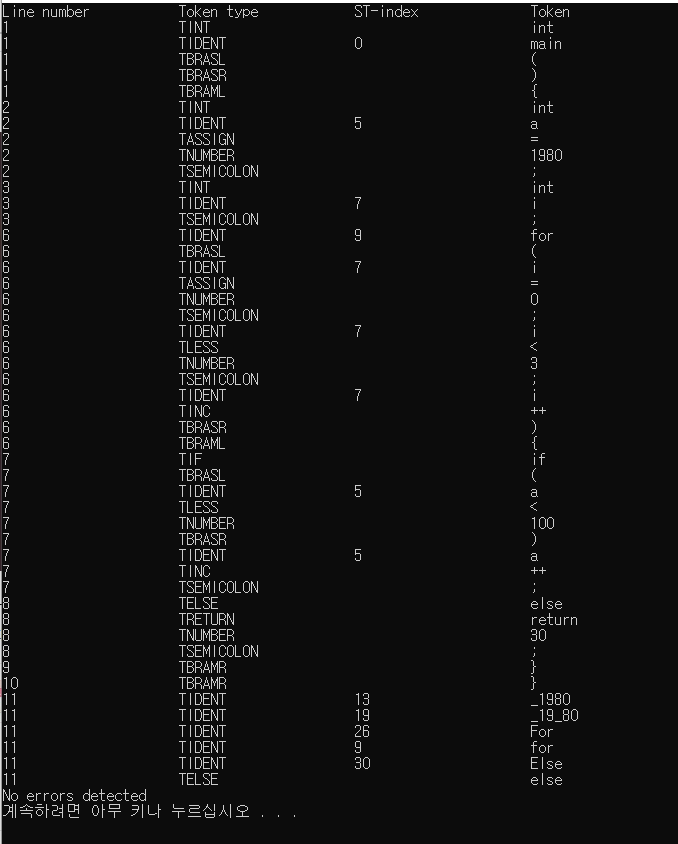 Line number Token type ST-index Token
1 TINT int
1 TIDENT 0 main
1 TBRASL (
1 TBRASR )
1 TBRAML {
2 TINT int
2 TIDENT 5 a
2 TASSIGN =
2 TNUMBER 1980
2 TSEMICOLON ;
3 TINT int
3 TIDENT 7 i
3 TSEMICOLON ;
6 TIDENT 9 for
6 TBRASL (
6 TIDENT 7 i
6 TASSIGN =
6 TNUMBER 0
6 TSEMICOLON ;
6 TIDENT 7 i
6 TLESS <
6 TNUMBER 3
6 TSEMICOLON ;
6 TIDENT 7 i
6 TINC ++
6 TBRASR )
6 TBRAML {
7 TIF if
7 TBRASL (
7 TIDENT 5 a
7 TLESS <
7 TNUMBER 100
7 TBRASR )
7 TIDENT 5 a
7 TINC ++
7 TSEMICOLON ;
8 TELSE else
8 TRETURN return
8 TNUMBER 30
8 TSEMICOLON ;
9 TBRAMR }
10 TBRAMR }
11 TIDENT 13 _1980
11 TIDENT 19 _19_80
11 TIDENT 26 For
11 TIDENT 9 for
11 TIDENT 30 Else
11 TELSE else
No errors detected
계속하려면 아무 키나 누르십시오 . . .